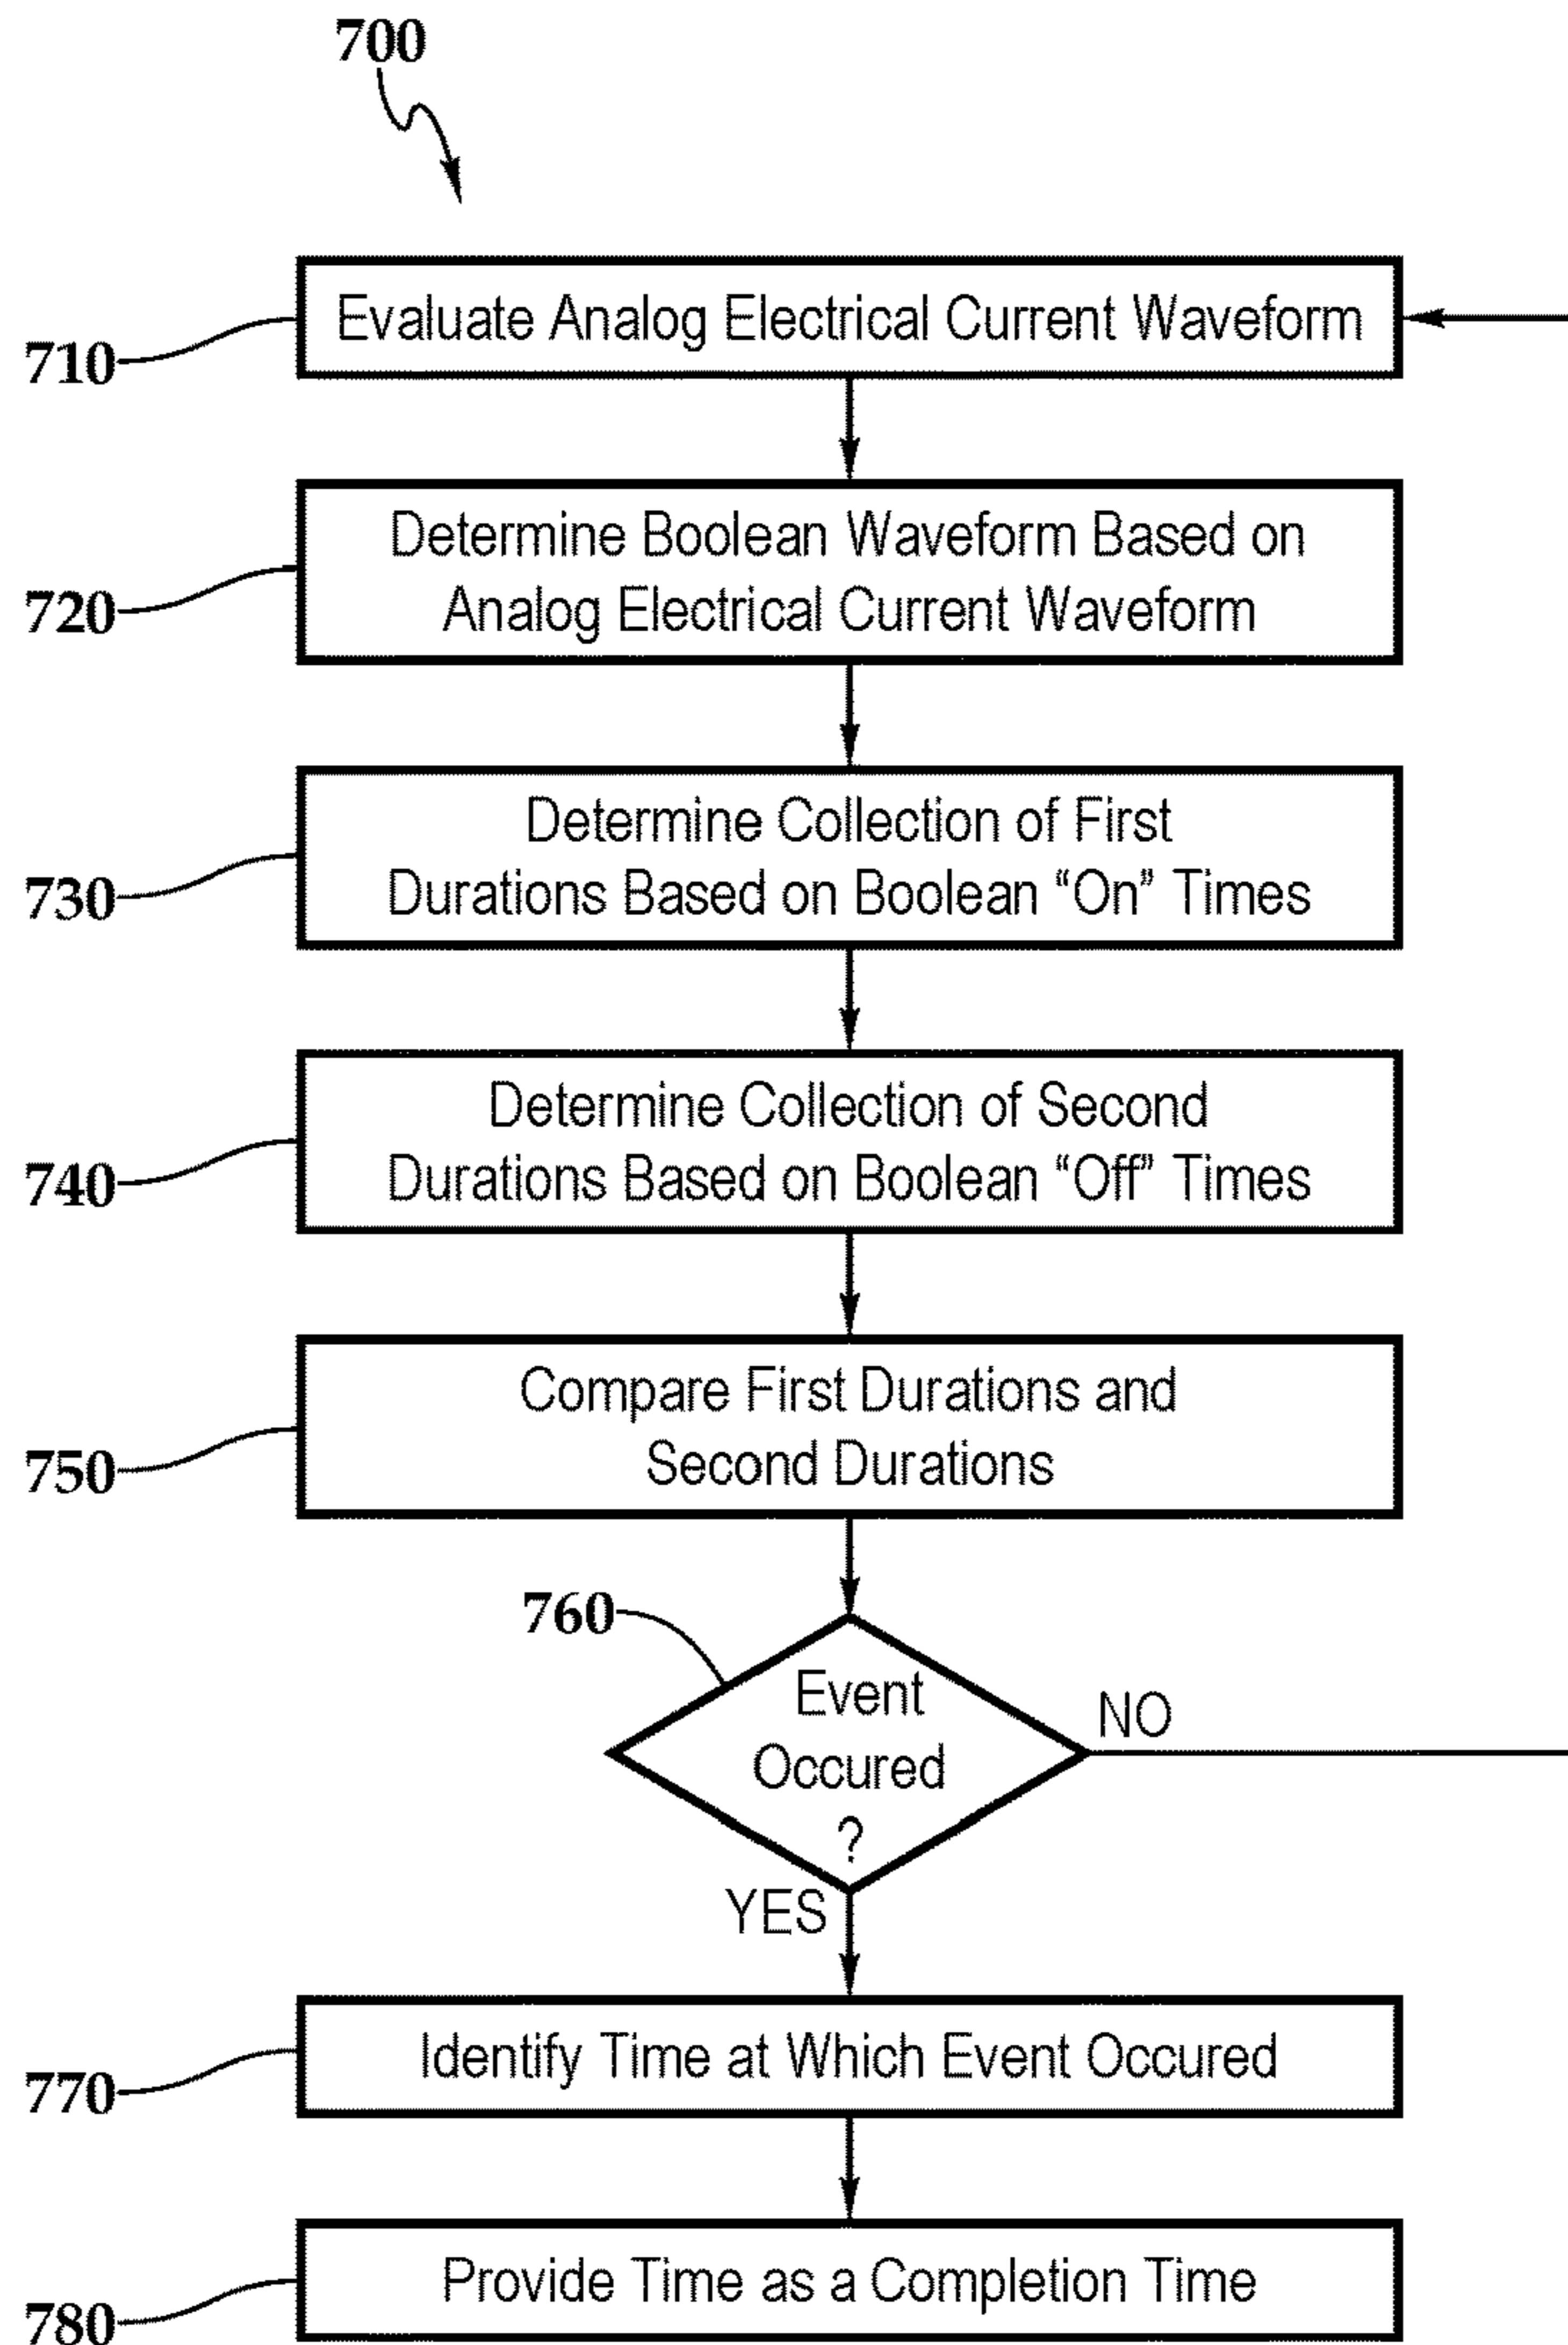 700
Evaluate Analog Electrical Current Waveform
710
Determine Boolean Waveform Based on
Analog Electrical Current Waveform
720
Determine Collection of First
Durations Based on Boolean “On” Times
730
Determine Collection of Second
Durations Based on Boolean “Off” Times
740
Compare First Durations and
Second Durations
750
760
Event
Occured
?
NO
YES
Identify Time at Which Event Occured
770
Provide Time as a Completion Time
780